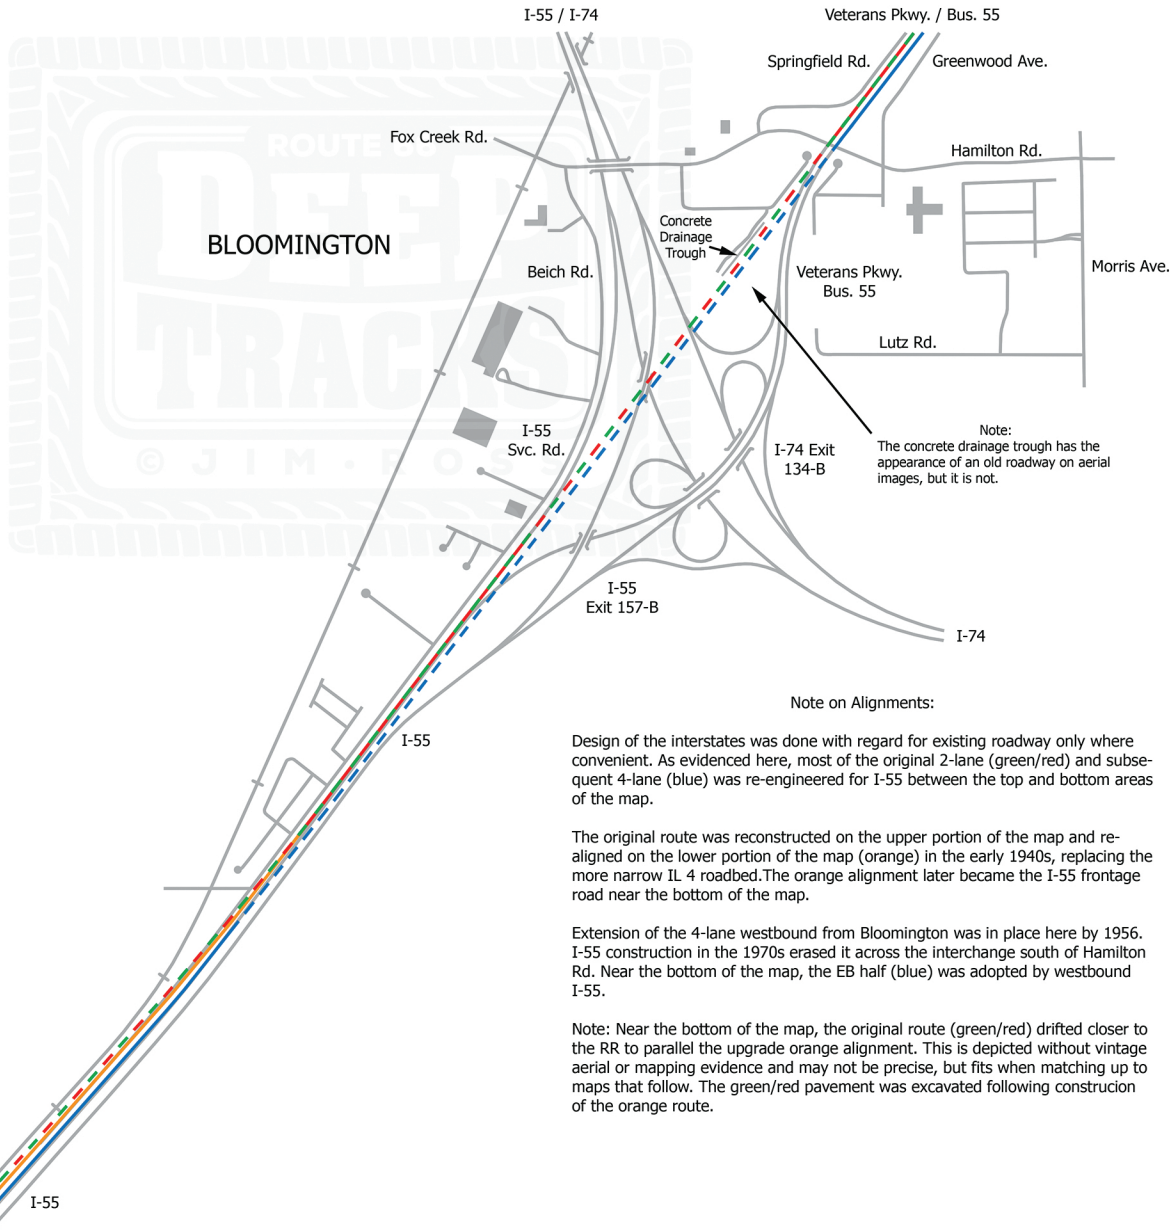 I-55 / I-74
Veterans Pkwy. / Bus. 55
Springfield Rd.
Greenwood Ave.
Fox Creek Rd.
ROUTE 66
DEEP
TRACKS
© JIM ROSS
Hamilton Rd.
Concrete
Drainage
Trough
BLOOMINGTON
Beich Rd.
Veterans Pkwy.
Bus. 55
Morris Ave.
Lutz Rd.
I-55
Svc. Rd.
I-74 Exit
134-B
Note:
The concrete drainage trough has the
appearance of an old roadway on aerial
images, but it is not.
I-55
Exit 157-B
I-74
I-55
Note on Alignments:
Design of the interstates was done with regard for existing roadway only where
convenient. As evidenced here, most of the original 2-lane (green/red) and subse-
quent 4-lane (blue) was re-engineered for I-55 between the top and bottom areas
of the map.
The original route was reconstructed on the upper portion of the map and re-
aligned on the lower portion of the map (orange) in the early 1940s, replacing the
more narrow IL 4 roadbed.The orange alignment later became the I-55 frontage
road near the bottom of the map.
Extension of the 4-lane westbound from Bloomington was in place here by 1956.
I-55 construction in the 1970s erased it across the interchange south of Hamilton
Rd. Near the bottom of the map, the EB half (blue) was adopted by westbound
I-55.
Note: Near the bottom of the map, the original route (green/red) drifted closer to
the RR to parallel the upgrade orange alignment. This is depicted without vintage
aerial or mapping evidence and may not be precise, but fits when matching up to
maps that follow. The green/red pavement was excavated following construcion
of the orange route.
I-55